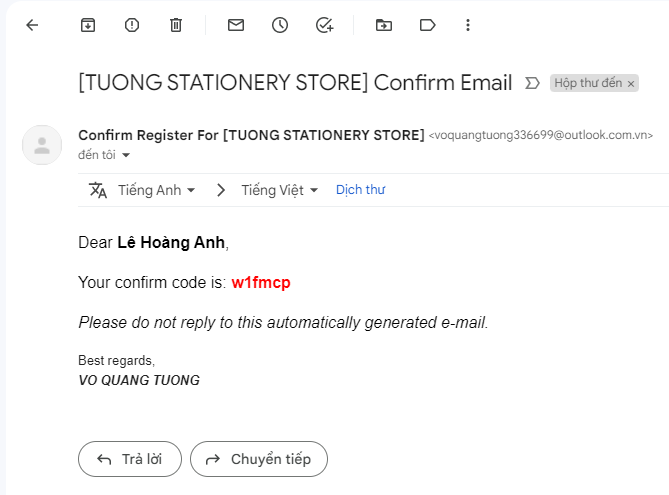 [TUONG STATIONERY STORE] Confirm Email Hộp thư đến ×
Confirm Register For [TUONG STATIONERY STORE] <voquangtuong336699@outlook.com.vn>
đến tôi
Tiếng Anh > Tiếng Việt Dịch thư
Dear Lê Hoàng Anh,
Your confirm code is: w1fmcp
Please do not reply to this automatically generated e-mail.
Best regards,
VO QUANG TUONG
Trả lời Chuyển tiếp